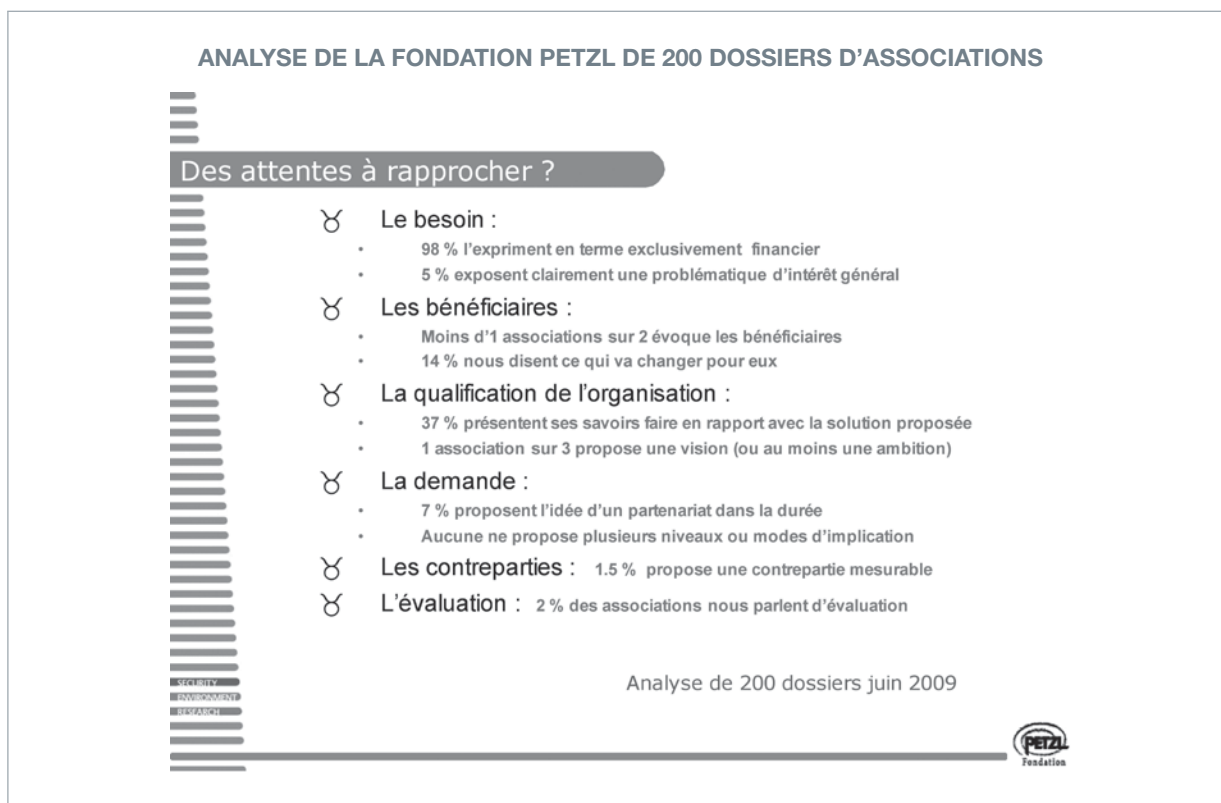 ANALYSE DE LA FONDATION PETZL DE 200 DOSSIERS D’ASSOCIATIONS
Des attentes à rapprocher ?
Le besoin :
• 98 % l’expriment en terme exclusivement financier
• 5 % exposent clairement une problématique d’intérêt général
Les bénéficiaires :
• Moins d’1 associations sur 2 évoque les bénéficiaires
• 14 % nous disent ce qui va changer pour eux
La qualification de l’organisation :
• 37 % présentent ses savoirs faire en rapport avec la solution proposée
• 1 association sur 3 propose une vision (ou au moins une ambition)
La demande :
• 7 % proposent l’idée d’un partenariat dans la durée
• Aucune ne propose plusieurs niveaux ou modes d’implication
Les contreparties : 1.5 % propose une contrepartie mesurable
L’évaluation : 2 % des associations nous parlent d’évaluation
SECURITY
ENVIRONMENT
RESEARCH
Analyse de 200 dossiers juin 2009
PETZL
Fondation